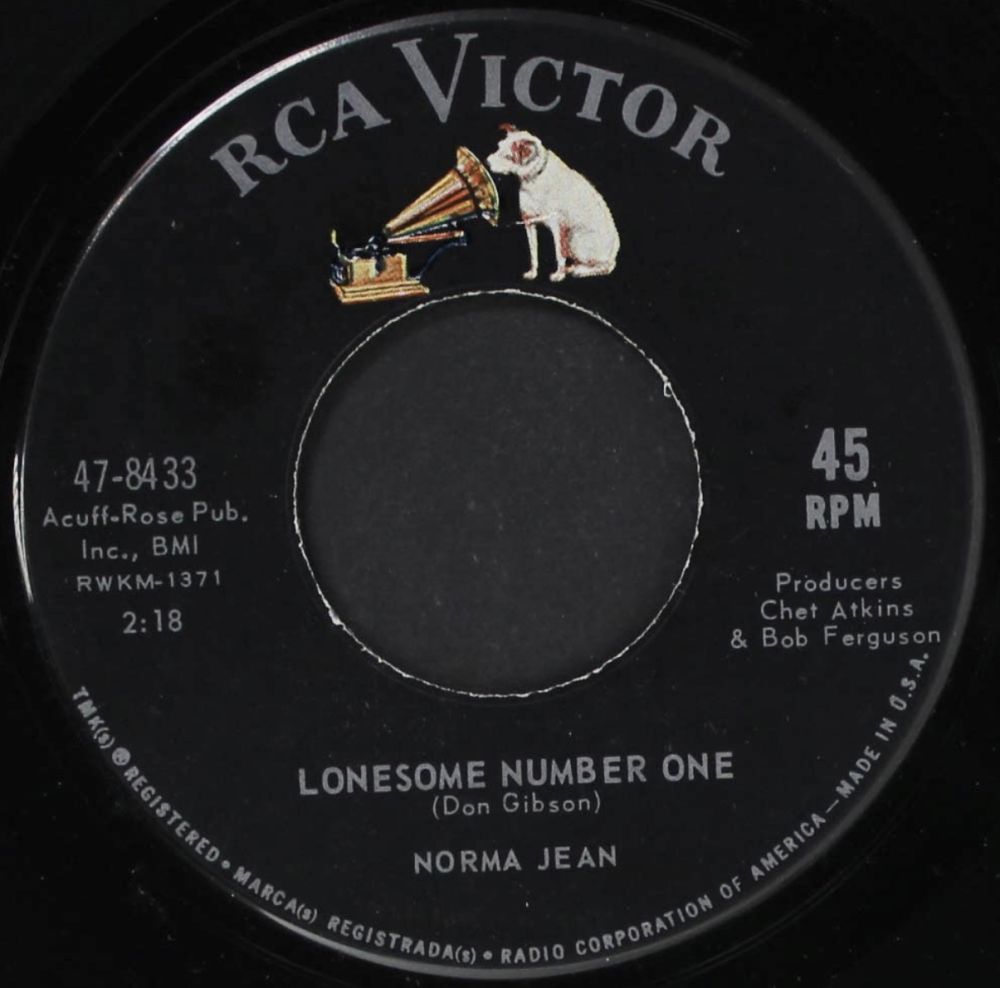 RCA VICTOR
47-8433
Acuff-Rose Pub.
Inc., BMI
RWKM-1371
2:18
45
RPM
Producers
Chet Atkins
& Bob Ferguson
LONESOME NUMBER ONE
(Don Gibson)
NORMA JEAN
TMK(s) ® REGISTERED • MARCA(s) REGISTRADA(s) • RADIO CORPORATION OF AMERICA — MADE IN U.S.A.